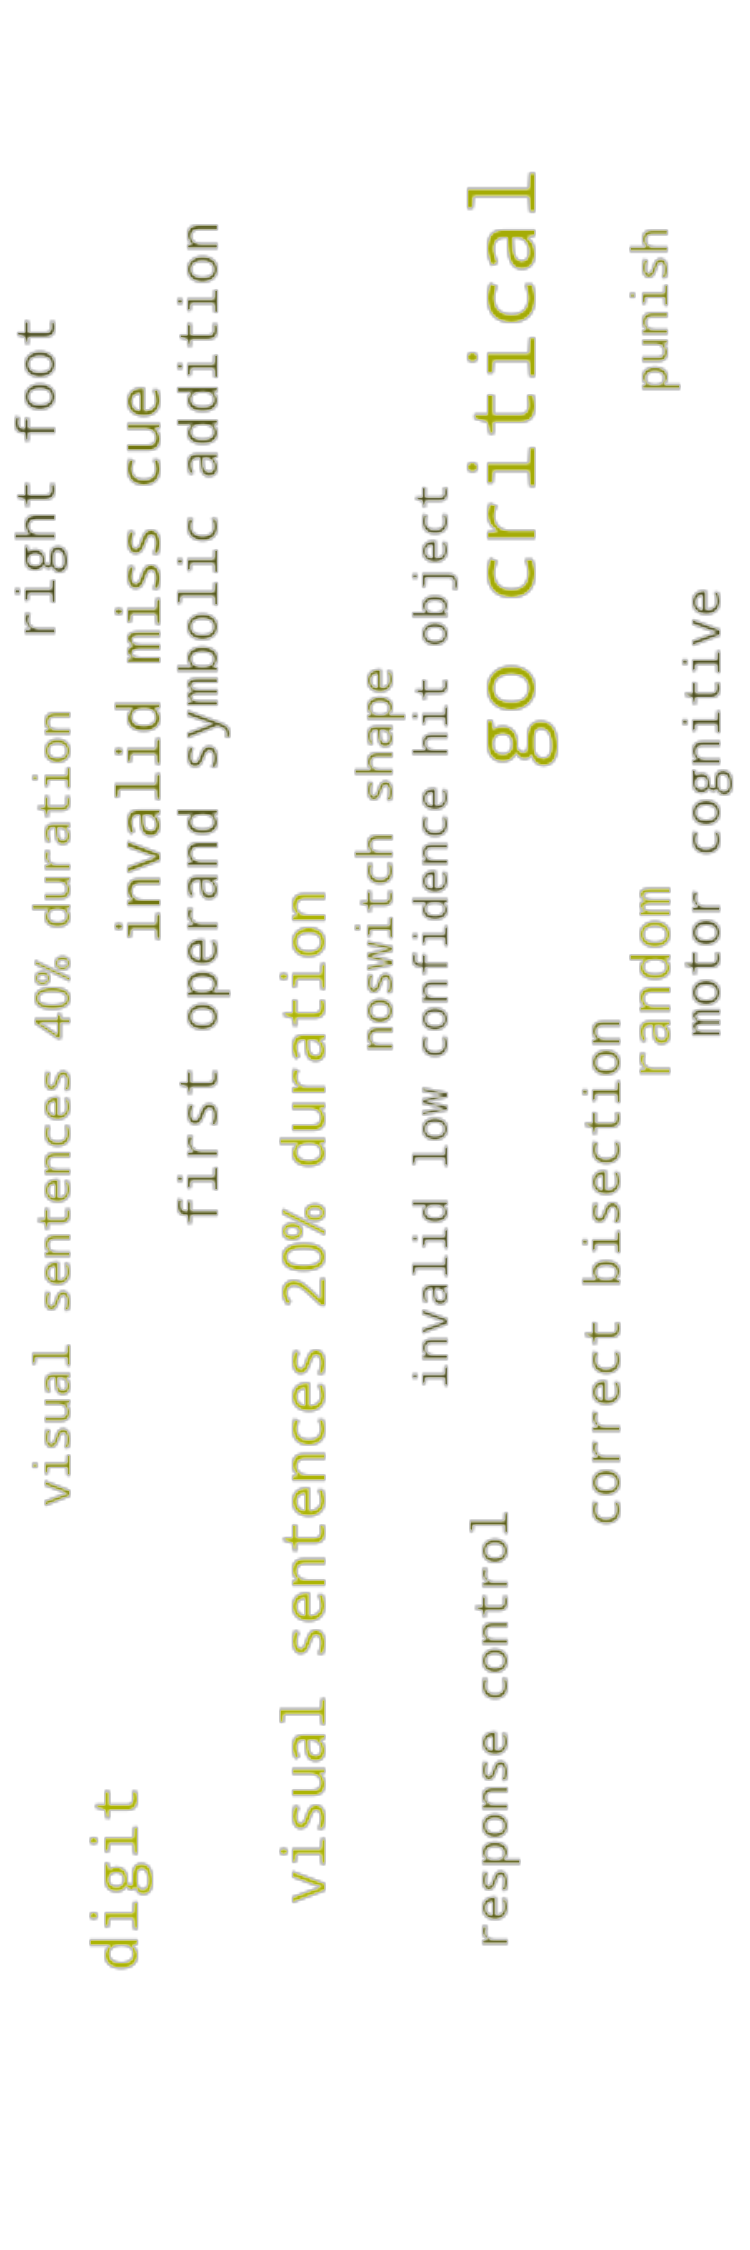 right foot
visual sentences 40% duration
digit
invalid miss cue
first operand symbolic addition
visual sentences 20% duration
noswitch shape
invalid low confidence hit object
go critical
response control
correct bisection
punish
random
motor cognitive